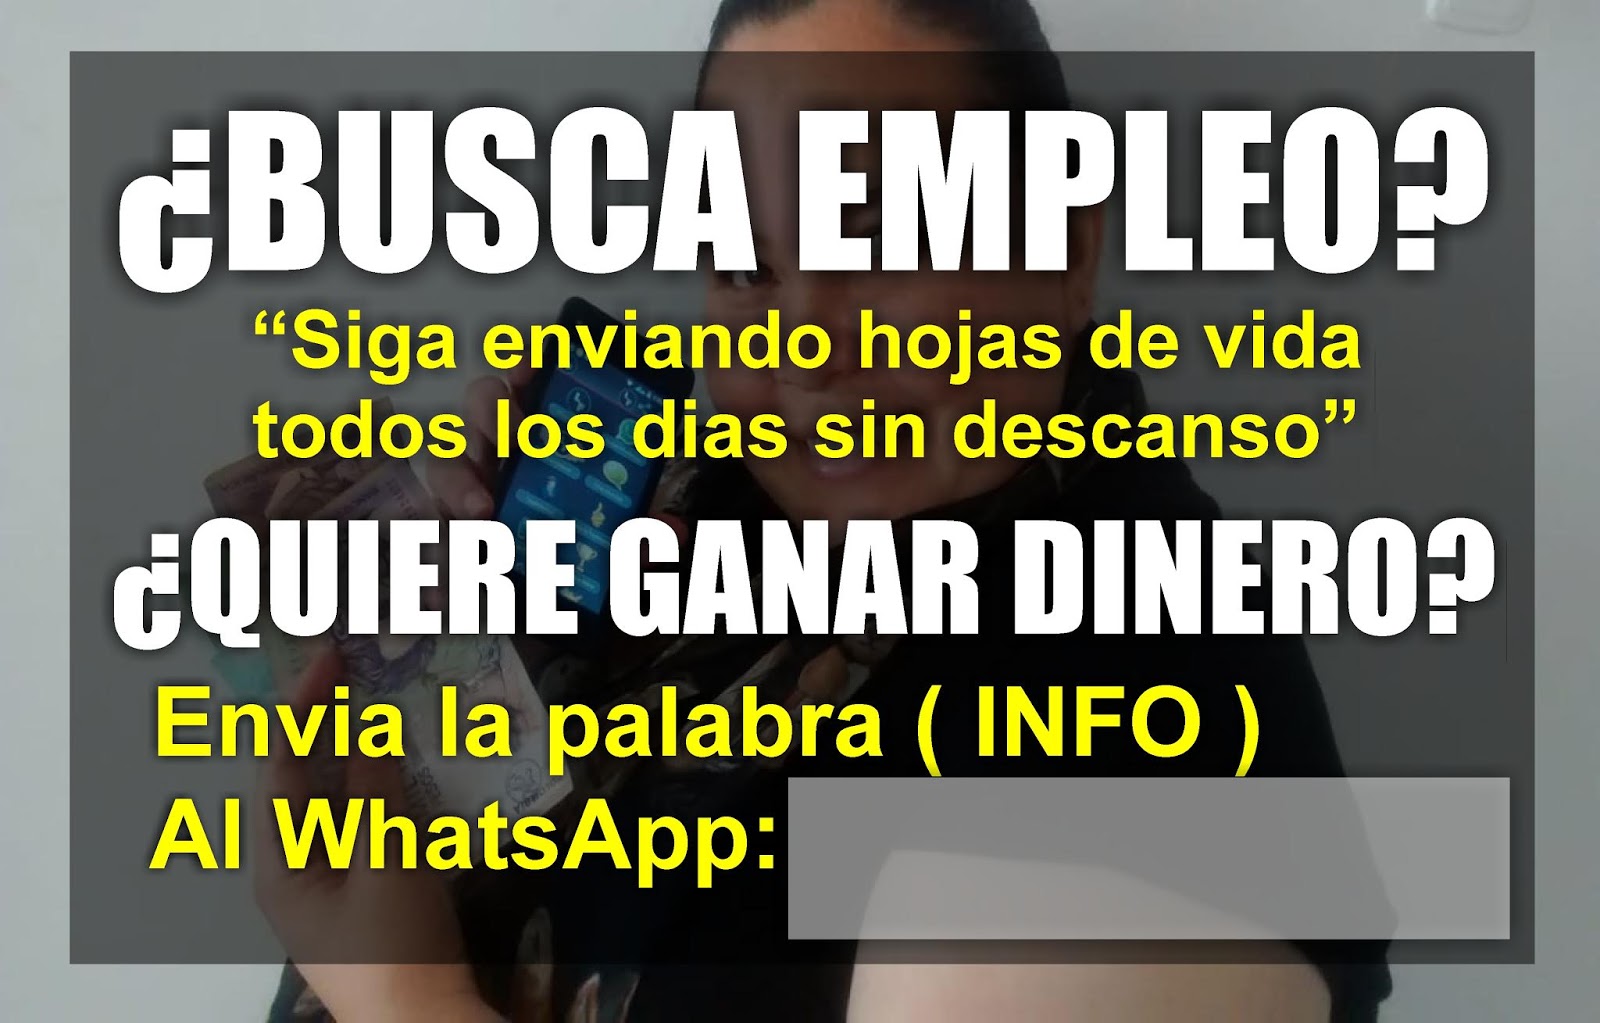 ¿BUSCA EMPLEO?
“Siga enviando hojas de vida
todos los dias sin descanso”
¿QUIERE GANAR DINERO?
Envia la palabra ( INFO )
Al WhatsApp: